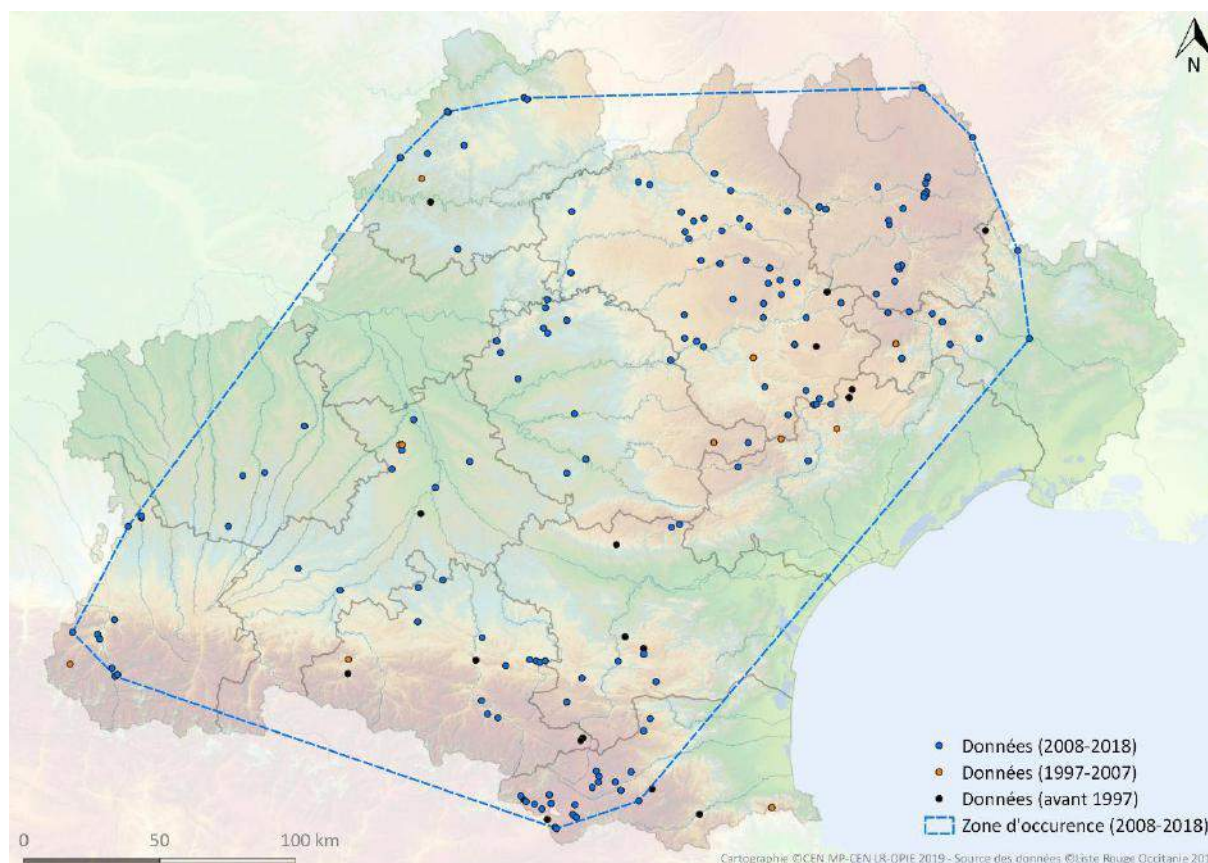 N
Données (2008-2018)
Données (1997-2007)
Données (avant 1997)
Zone d'occurence (2008-2018)
0 50 100 km
Cartographie ©CEN MP-CEN LR-OPIE 2019 - Source des données ©Liste Rouge Occitanie 201